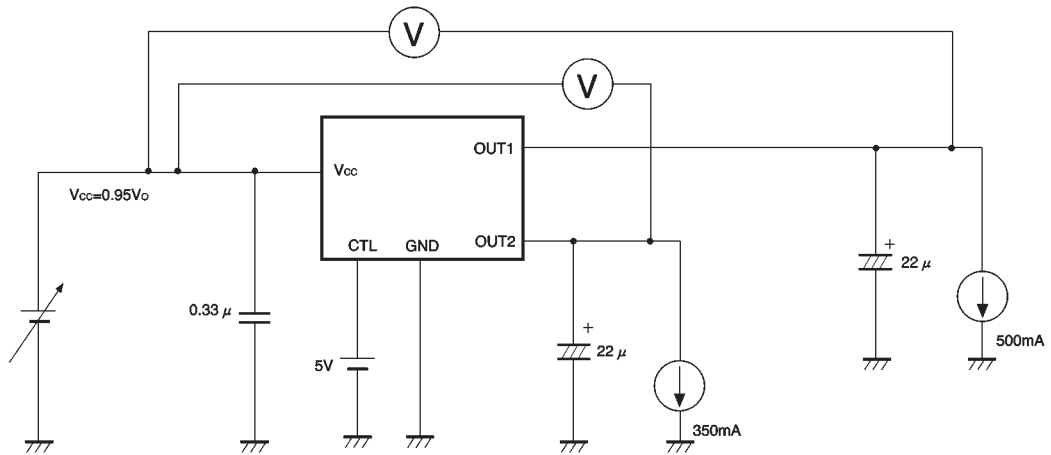 V
V
OUT1
Vcc
Vcc=0.95Vo
CTL
GND
OUT2
+
22 μ
0.33 μ
+
500mA
5V
22 μ
350mA